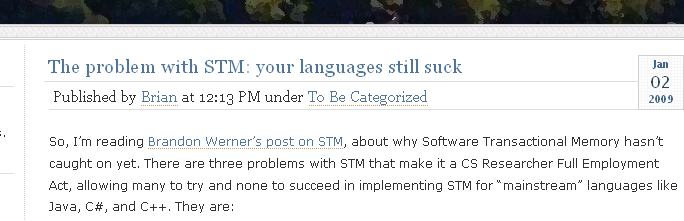 The problem with STM: your languages still suck
Jan
02
2009
Published by Brian at 12:13 PM under To Be Categorized
s.
So, I'm reading Brandon Werner's post on STM, about why Software Transactional Memory hasn't
caught on yet. There are three problems with STM that make it a CS Researcher Full Employment
Act, allowing many to try and none to succeed in implementing STM for "mainstream" languages like
Java, C#, and C++. They are: